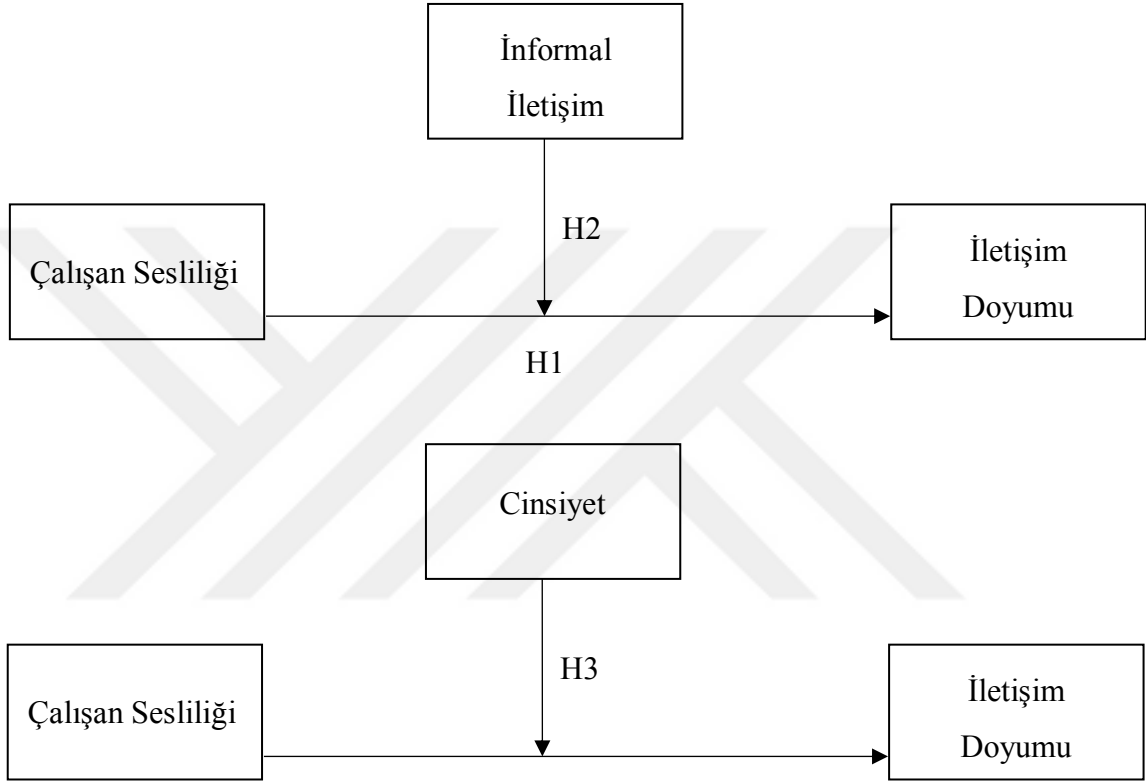 İnformal
İletişim
H2
Çalışan Sesliliği
İletişim
Doyumu
H1
Cinsiyet
H3
Çalışan Sesliliği
İletişim
Doyumu